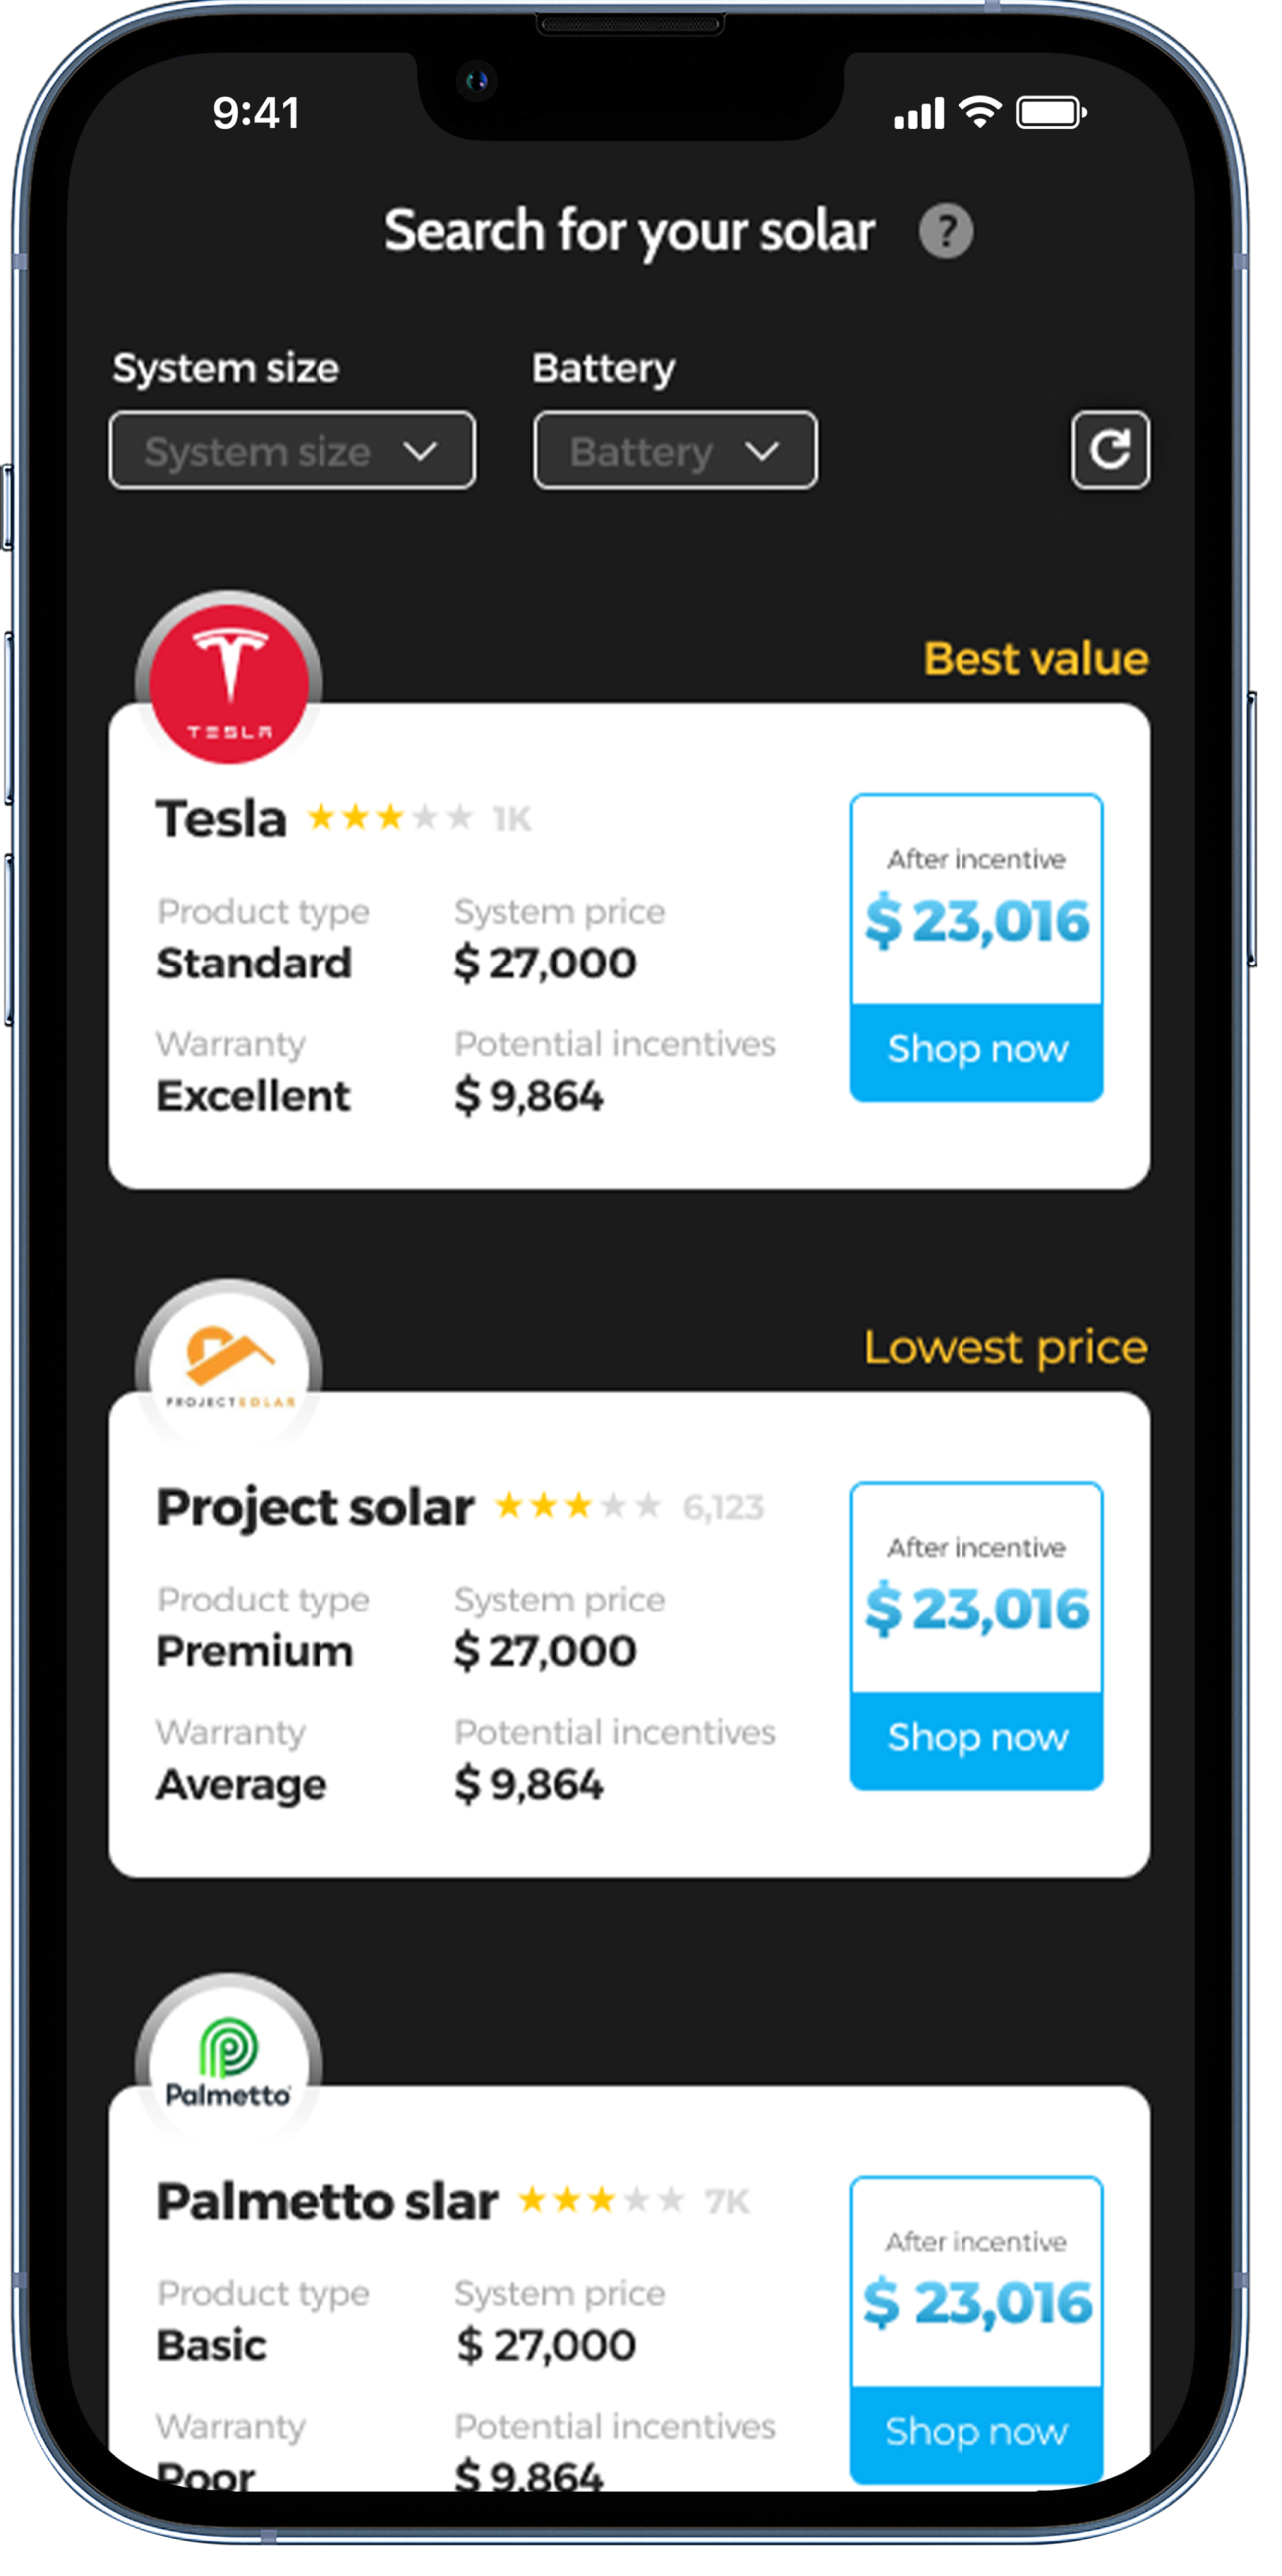 9:41
Search for your solar ?
System size Battery
System size Battery
Best value
TESLA
Tesla 1K
After incentive
Product type System price
$ 23,016
Standard $ 27,000
Warranty Potential incentives
Shop now
Excellent $ 9,864
Lowest price
PROJECTSOLAR
Project solar 6,123
After incentive
Product type System price
$ 23,016
Premium $ 27,000
Warranty Potential incentives
Shop now
Average $ 9,864
Palmetto
Palmetto slar 7K
After incentive
Product type System price
$ 23,016
Basic $ 27,000
Warranty Potential incentives
Shop now
Poor $ 9,864